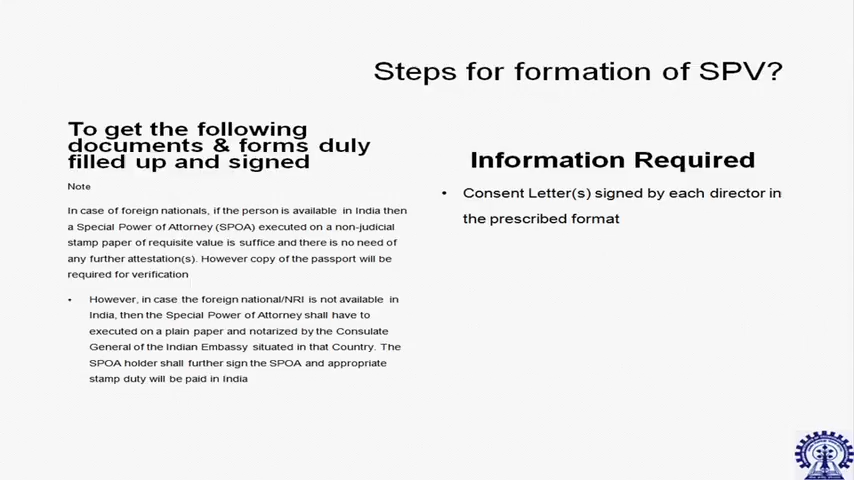 Steps for formation of SPV?
To get the following
documents & forms duly
filled up and signed
Note
In case of foreign nationals, if the person is available in India then
a Special Power of Attorney (SPOA) executed on a non-judicial
stamp paper of requisite value is suffice and there is no need of
any further attestation(s). However copy of the passport will be
required for verification
• However, in case the foreign national/NRI is not available in
India, then the Special Power of Attorney shall have to
executed on a plain paper and notarized by the Consulate
General of the Indian Embassy situated in that Country. The
SPOA holder shall further sign the SPOA and appropriate
stamp duty will be paid in India
Information Required
• Consent Letter(s) signed by each director in
the prescribed format